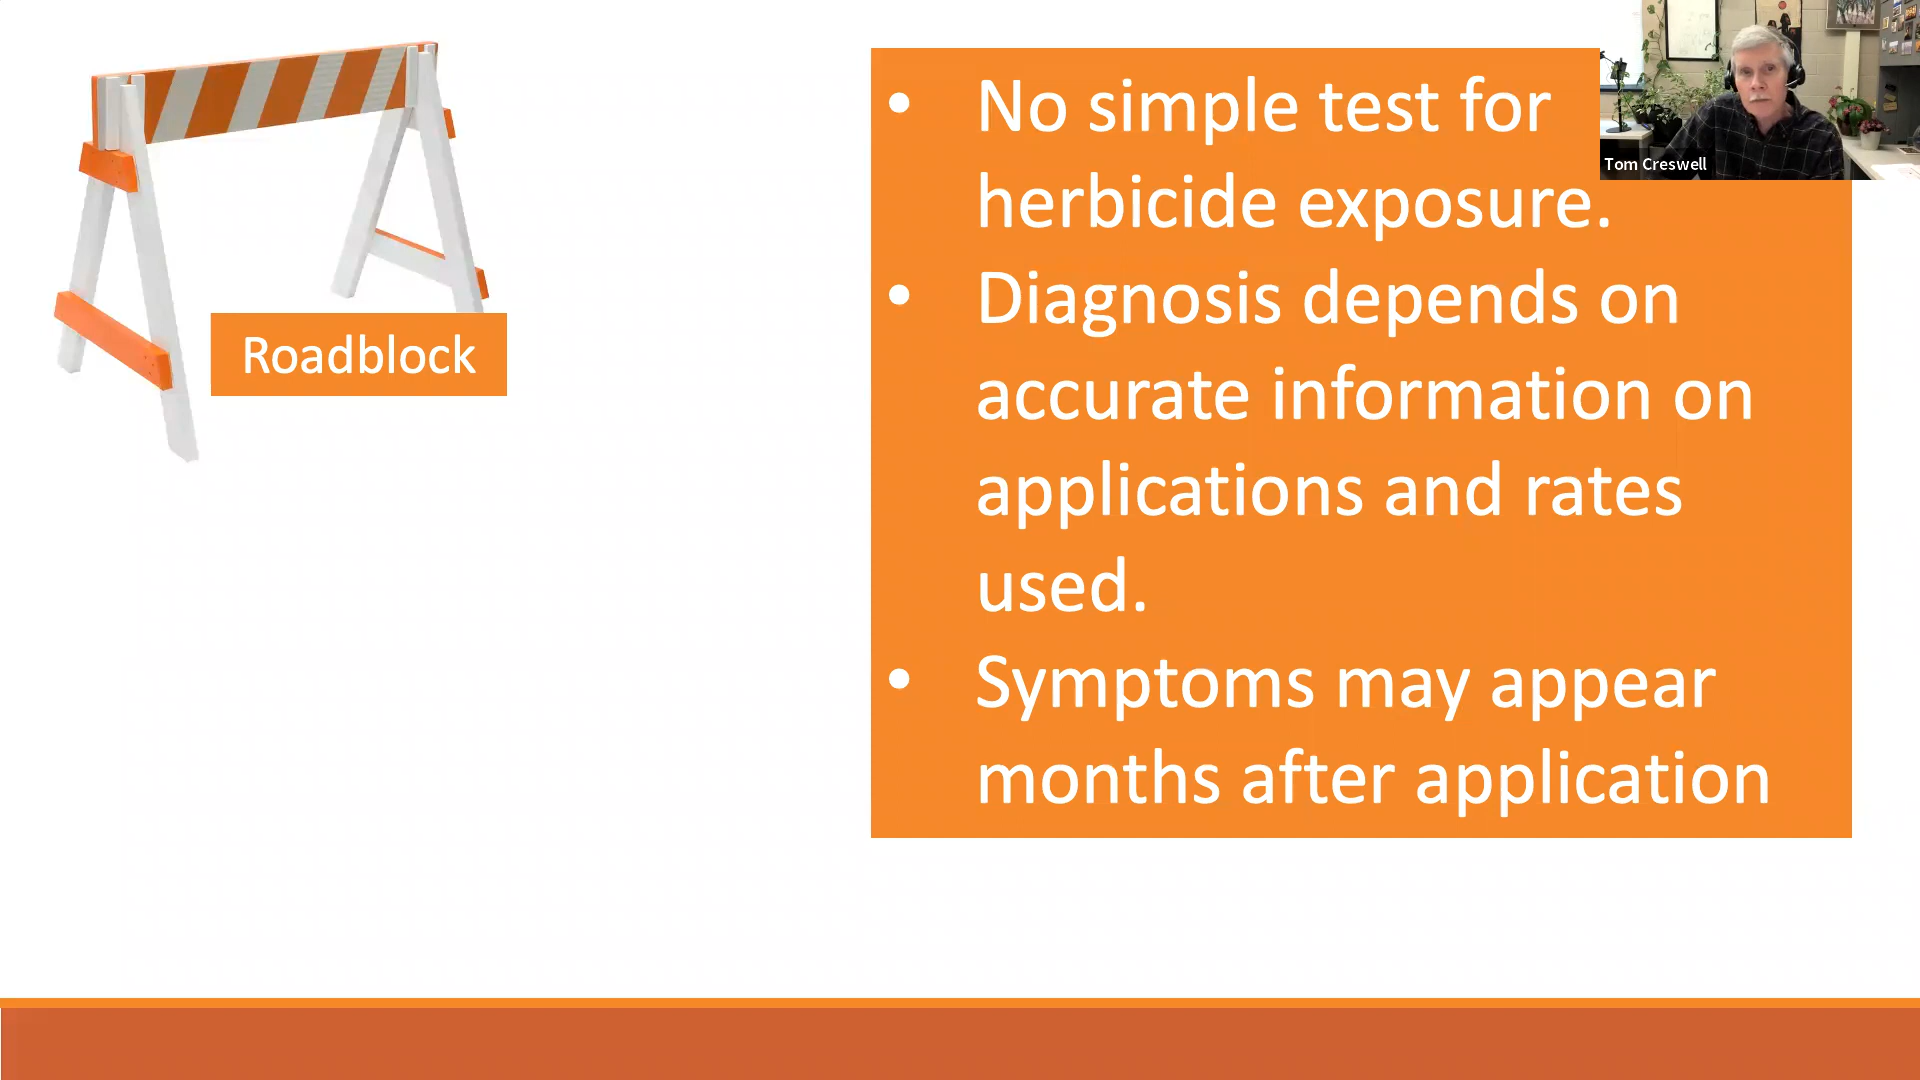 Roadblock
• No simple test for
herbicide exposure.
• Diagnosis depends on
accurate information on
applications and rates
used.
• Symptoms may appear
months after application
Tom Creswell